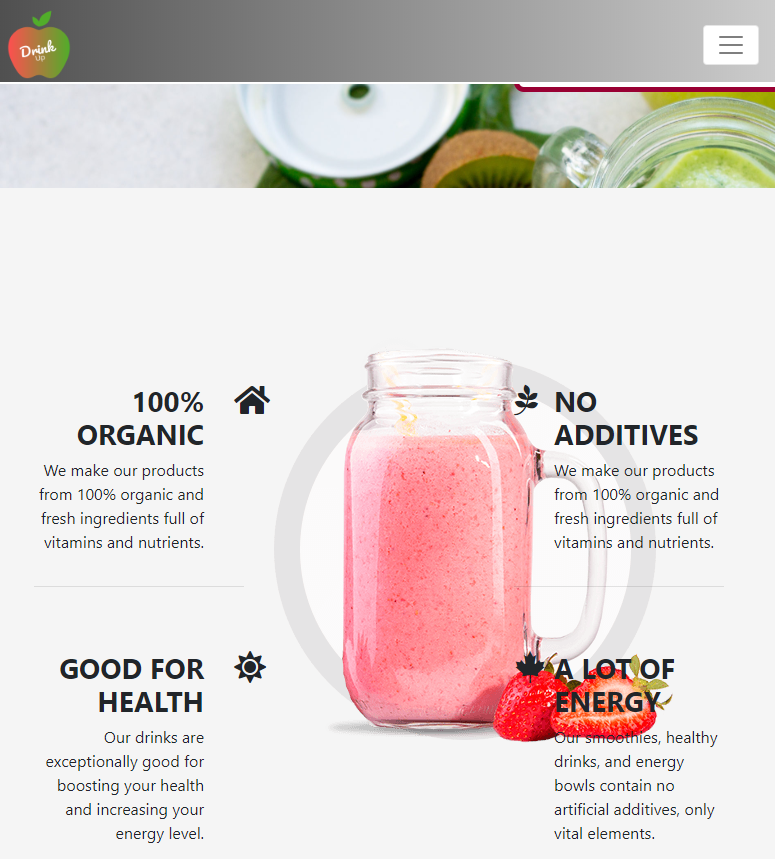 Drink
Up
100%
ORGANIC
We make our products
from 100% organic and
fresh ingredients full of
vitamins and nutrients.
NO
ADDITIVES
We make our products
from 100% organic and
fresh ingredients full of
vitamins and nutrients.
GOOD FOR
HEALTH
Our drinks are
exceptionally good for
boosting your health
and increasing your
energy level.
A LOT OF
ENERGY
Our smoothies, healthy
drinks, and energy
bowls contain no
artificial additives, only
vital elements.